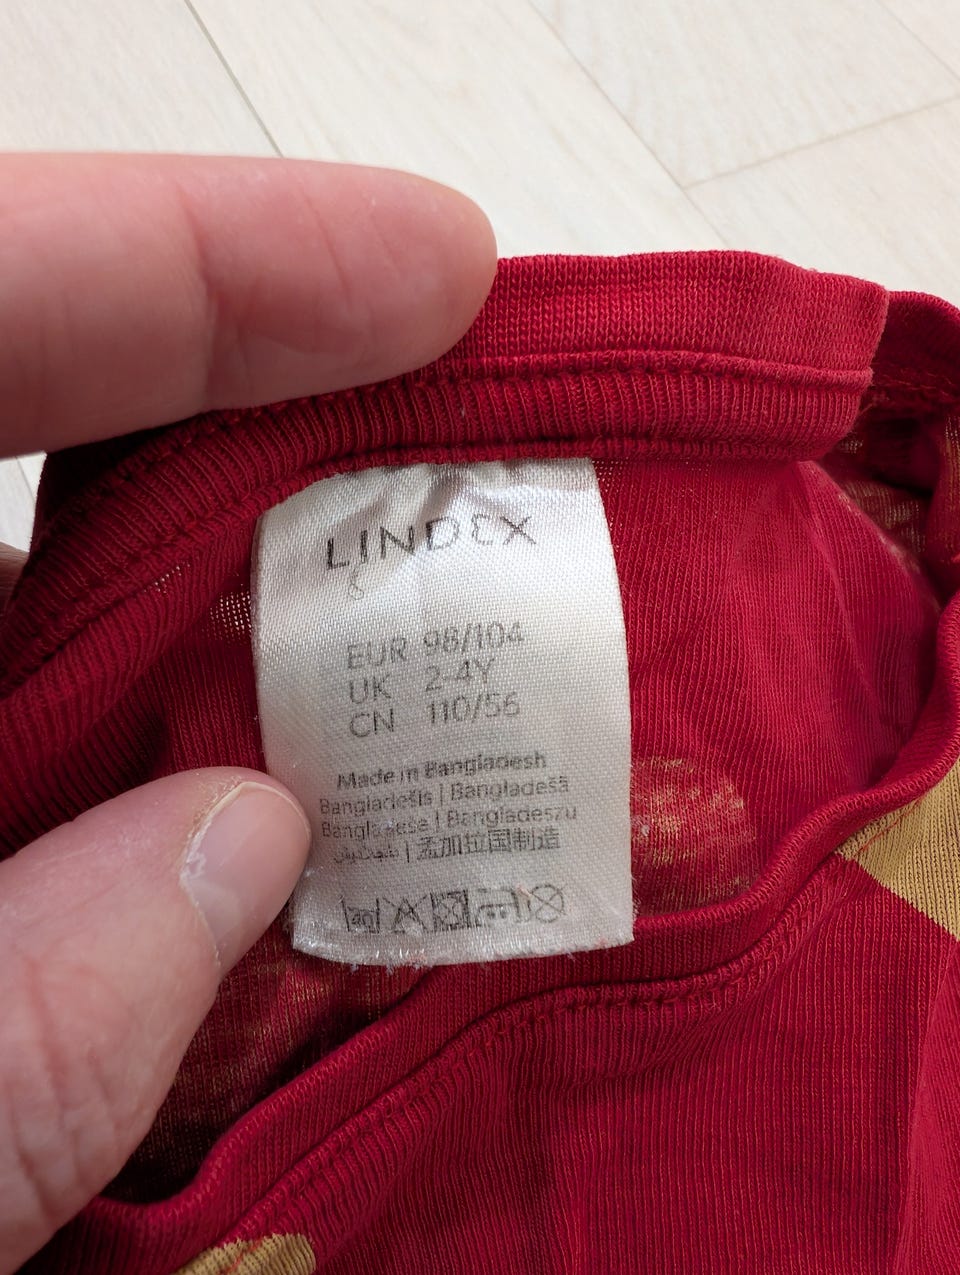 LINDEX
EUR 98/104
UK 2-4Y
CN 110/56
Made in Bangladesh
Bangladešis | Bangladešā
Bangladese | Bangladeszu
| 孟加拉国制造